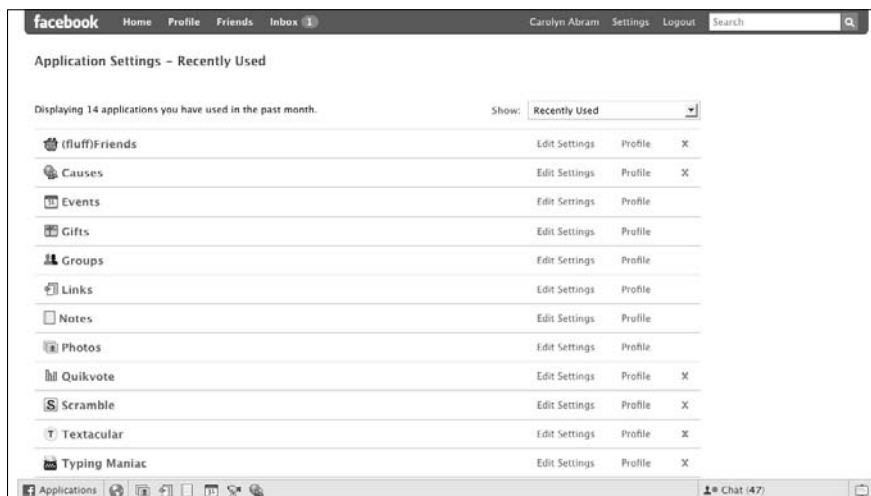 facebook Home Profile Friends Inbox 1 Carolyn Abram Settings Logout Search
Application Settings – Recently Used
Displaying 14 applications you have used in the past month. Show: Recently Used
(fluff)Friends Edit Settings Profile x
Causes Edit Settings Profile x
31 Events Edit Settings Profile
Gifts Edit Settings Profile
Groups Edit Settings Profile
Links Edit Settings Profile
Notes Edit Settings Profile
Photos Edit Settings Profile
Quikvote Edit Settings Profile x
S Scramble Edit Settings Profile x
T Textacular Edit Settings Profile x
Typing Maniac Edit Settings Profile x
f Applications 31 Chat (47)